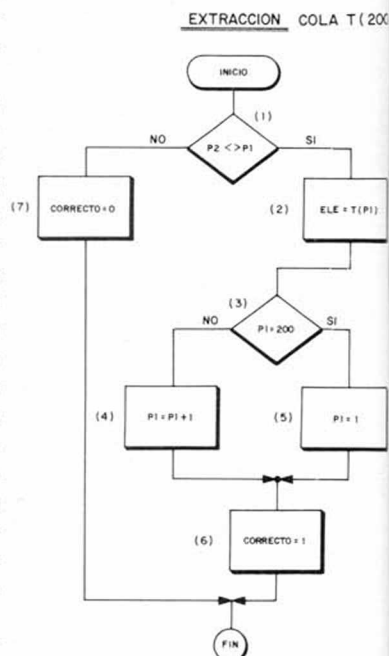 EXTRACCION COLA T(200
INICIO
(1)
P2 <> P1
NO
SI
(7)
CORRECTO = 0
(2)
ELE = T(P1)
(3)
P1 = 200
NO
SI
(4)
P1 = P1 + 1
(5)
P1 = 1
(6)
CORRECTO = 1
FIN